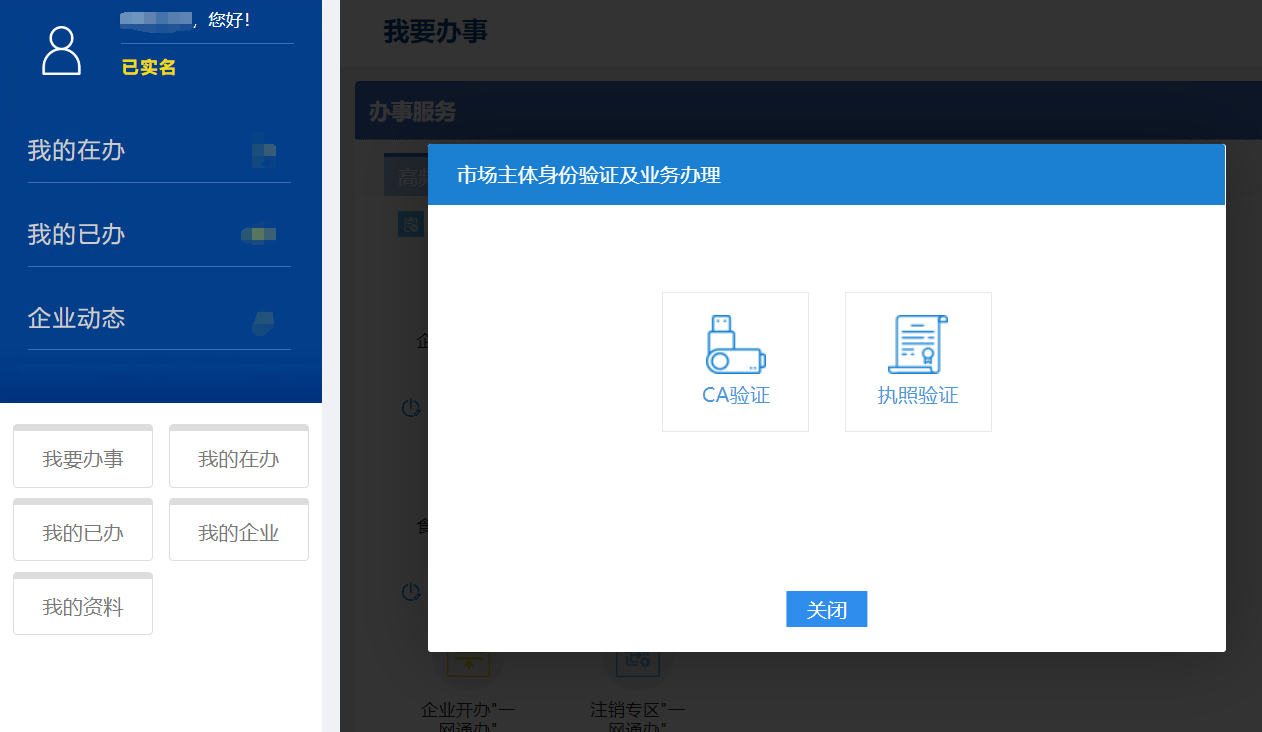 ，您好！
已实名
我的在办
我的已办
企业动态
我要办事
我的在办
我的已办
我的企业
我的资料
我要办事
办事服务
高频
市场主体身份验证及业务办理
CA验证
执照验证
关闭
企
食
企业开办"一
网通办"
注销专区"一
网通办"